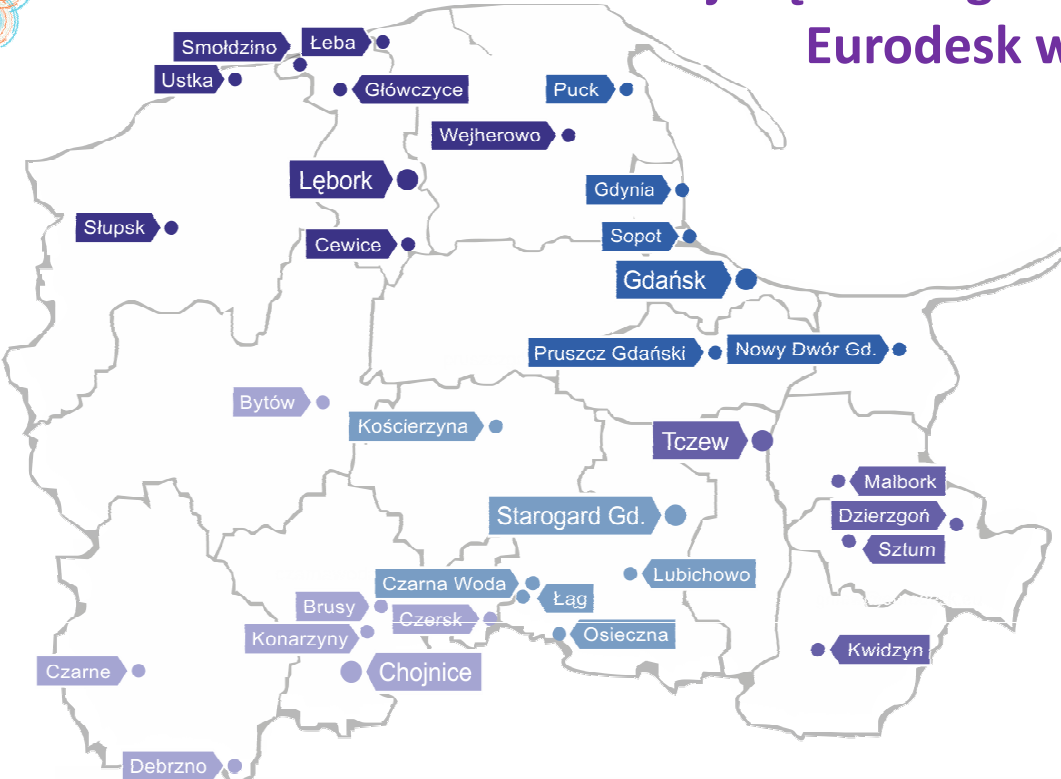 Eurodesk w
Smołdzino
Łeba
Ustka
Główczyce
Puck
Wejherowo
Lębork
Gdynia
Słupsk
Cewice
Sopot
Gdańsk
Pruszcz Gdański
Nowy Dwór Gd.
Bytów
Kościerzyna
Tczew
Malbork
Dzierzgoń
Starogard Gd.
Sztum
Czarna Woda
Lubichowo
Łąg
Brusy
Czersk
Konarzyny
Osieczna
Kwidzyn
Czarne
Chojnice
Debrzno